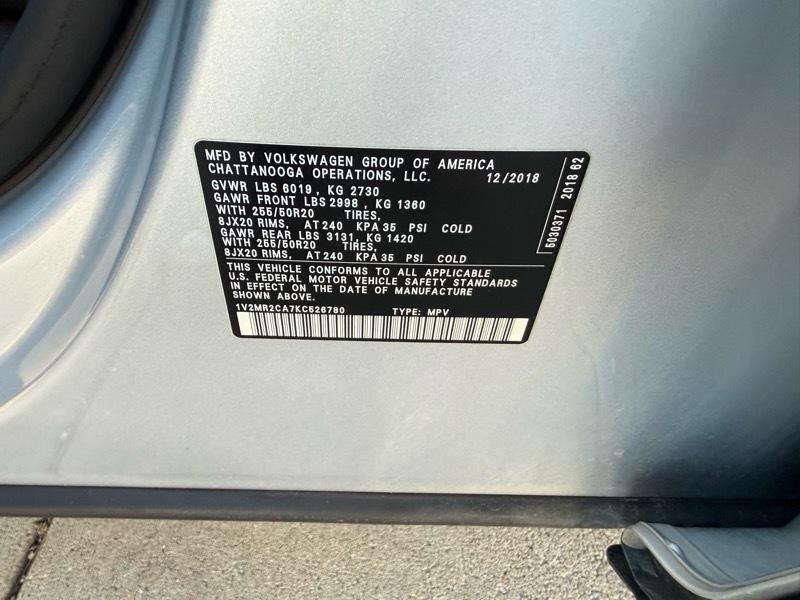 MFD BY VOLKSWAGEN GROUP OF AMERICA
CHATTANOOGA OPERATIONS, LLC. 12/2018
GVWR LBS 6019, KG 2730
GAWR FRONT LBS 2998, KG 1360
WITH 255/50R20 TIRES,
8JX20 RIMS, AT 240 KPA 35 PSI COLD
GAWR REAR LBS 3131, KG 1420
WITH 255/50R20 TIRES,
8JX20 RIMS, AT 240 KPA 35 PSI COLD
THIS VEHICLE CONFORMS TO ALL APPLICABLE
U.S. FEDERAL MOTOR VEHICLE SAFETY STANDARDS
IN EFFECT ON THE DATE OF MANUFACTURE
SHOWN ABOVE.
1V2MR2CA7KC526780 TYPE: MPV
5030371 2018 62